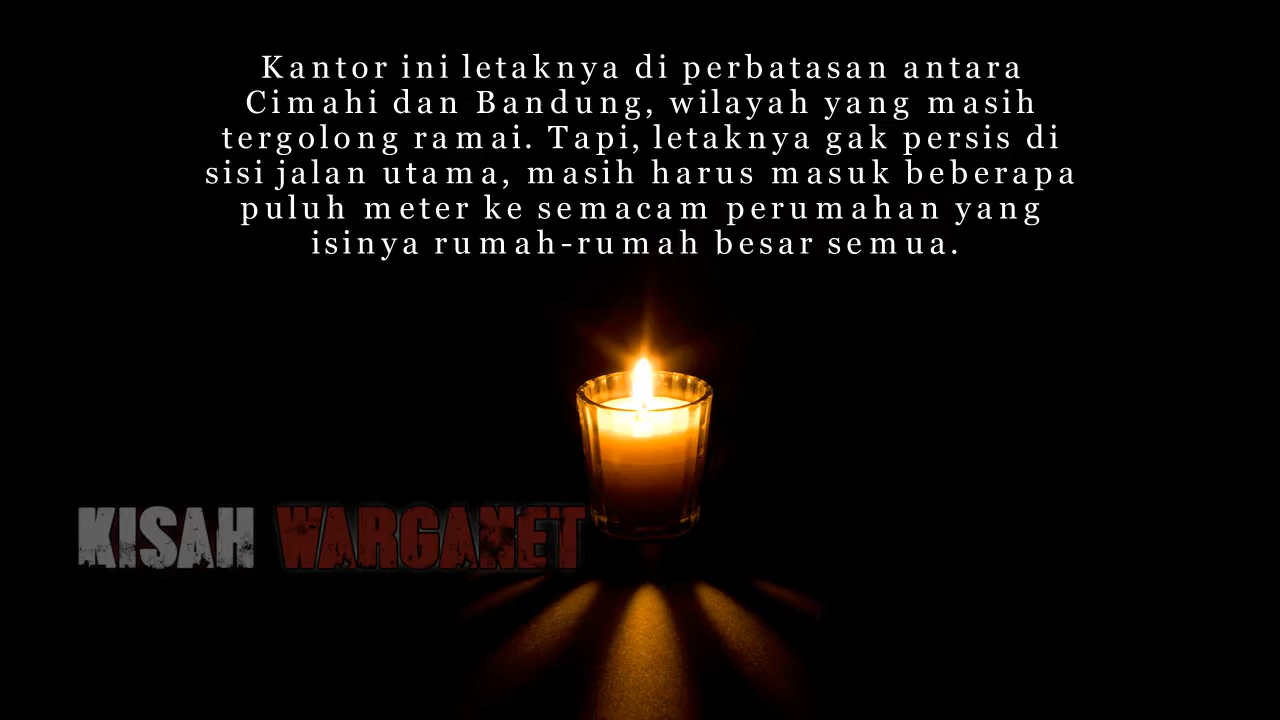 Kantor ini letaknya di perbatasan antara
Cimahi dan Bandung, wilayah yang masih
tergolong ramai. Tapi, letaknya gak persis di
sisi jalan utama, masih harus masuk beberapa
puluh meter ke semacam perumahan yang
isinya rumah-rumah besar semua.
KISAH WARGANET